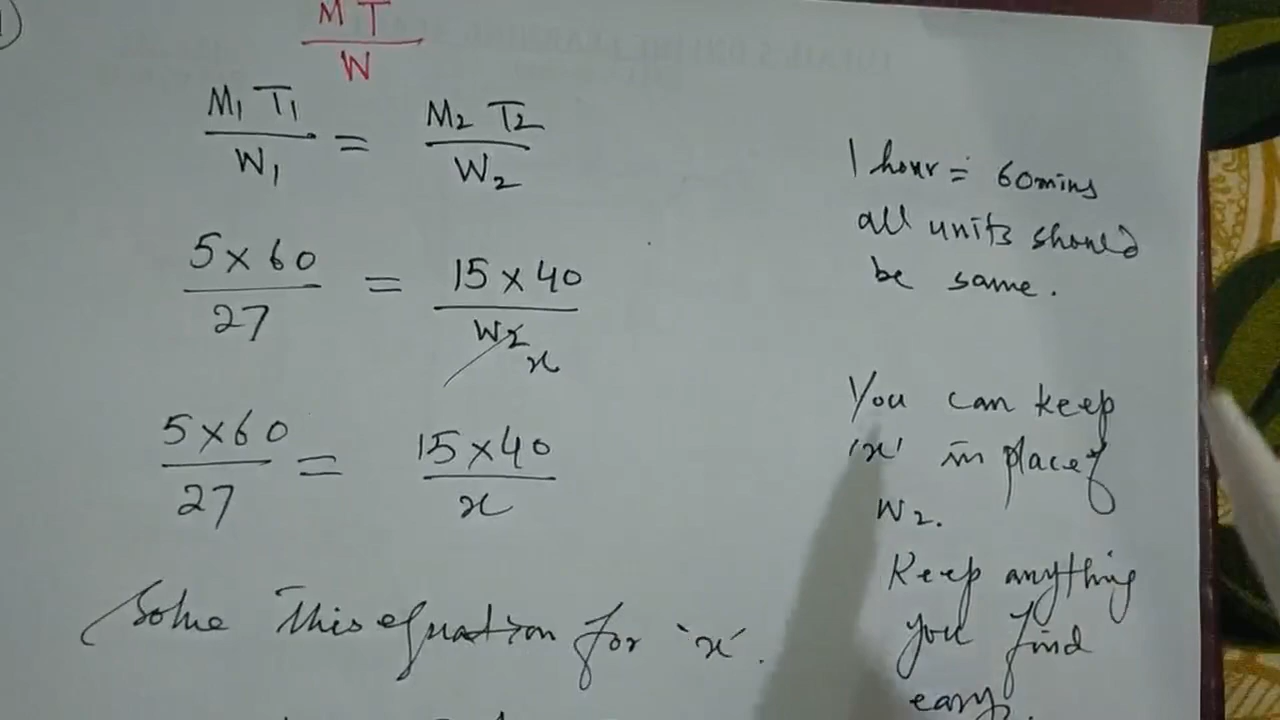 M T
W
M1 T1 / W1 = M2 T2 / W2
5 x 60 / 27 = 15 x 40 / W2 x
5 x 60 / 27 = 15 x 40 / x
Solve This equation for 'x'.
1 hour = 60mins
all units should
be same.
You can keep
'x' in place of
W2.
Keep anything
you find
easy.